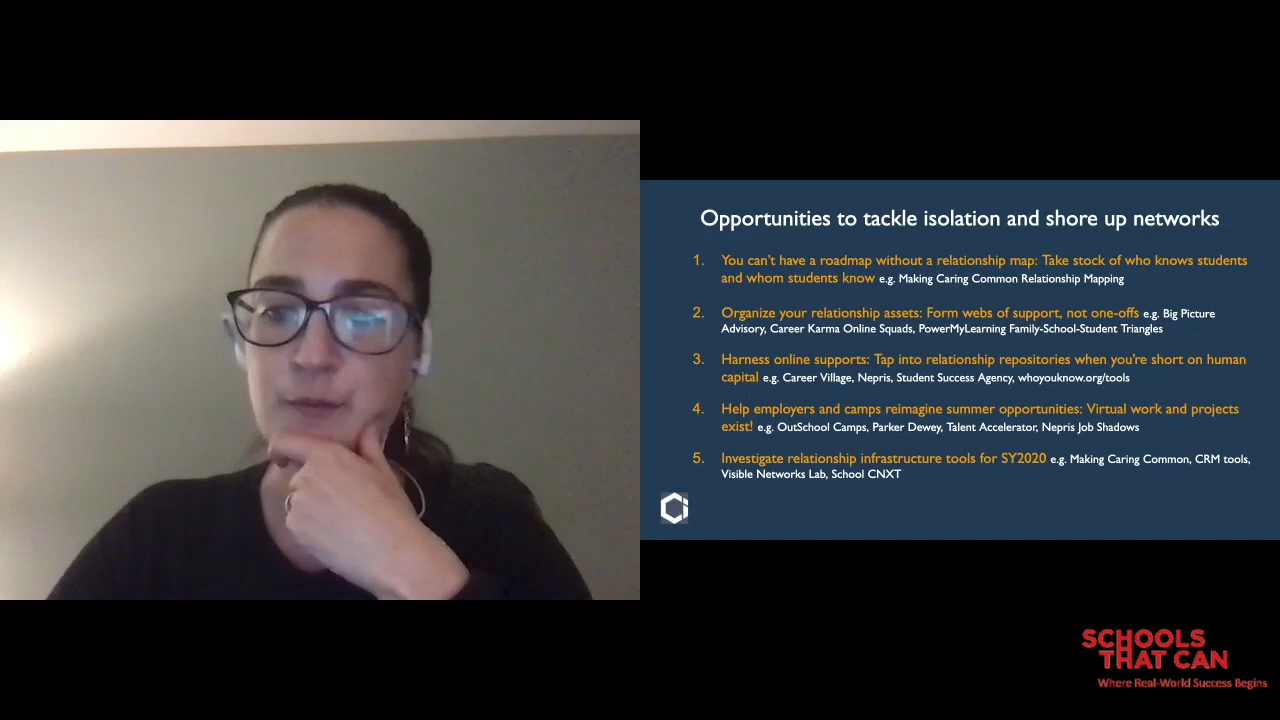 Opportunities to tackle isolation and shore up networks
1. You can't have a roadmap without a relationship map: Take stock of who knows students
and whom students know e.g. Making Caring Common Relationship Mapping
2. Organize your relationship assets: Form webs of support, not one-offs e.g. Big Picture
Advisory, Career Karma Online Squads, PowerMyLearning Family-School-Student Triangles
3. Harness online supports: Tap into relationship repositories when you're short on human
capital e.g. Career Village, Nepris, Student Success Agency, whoyouknow.org/tools
4. Help employers and camps reimagine summer opportunities: Virtual work and projects
exist! e.g. OutSchool Camps, Parker Dewey, Talent Accelerator, Nepris Job Shadows
5. Investigate relationship infrastructure tools for SY2020 e.g. Making Caring Common, CRM tools,
Visible Networks Lab, School CNXT
Ci
SCHOOLS
THAT CAN
Where Real-World Success Begins